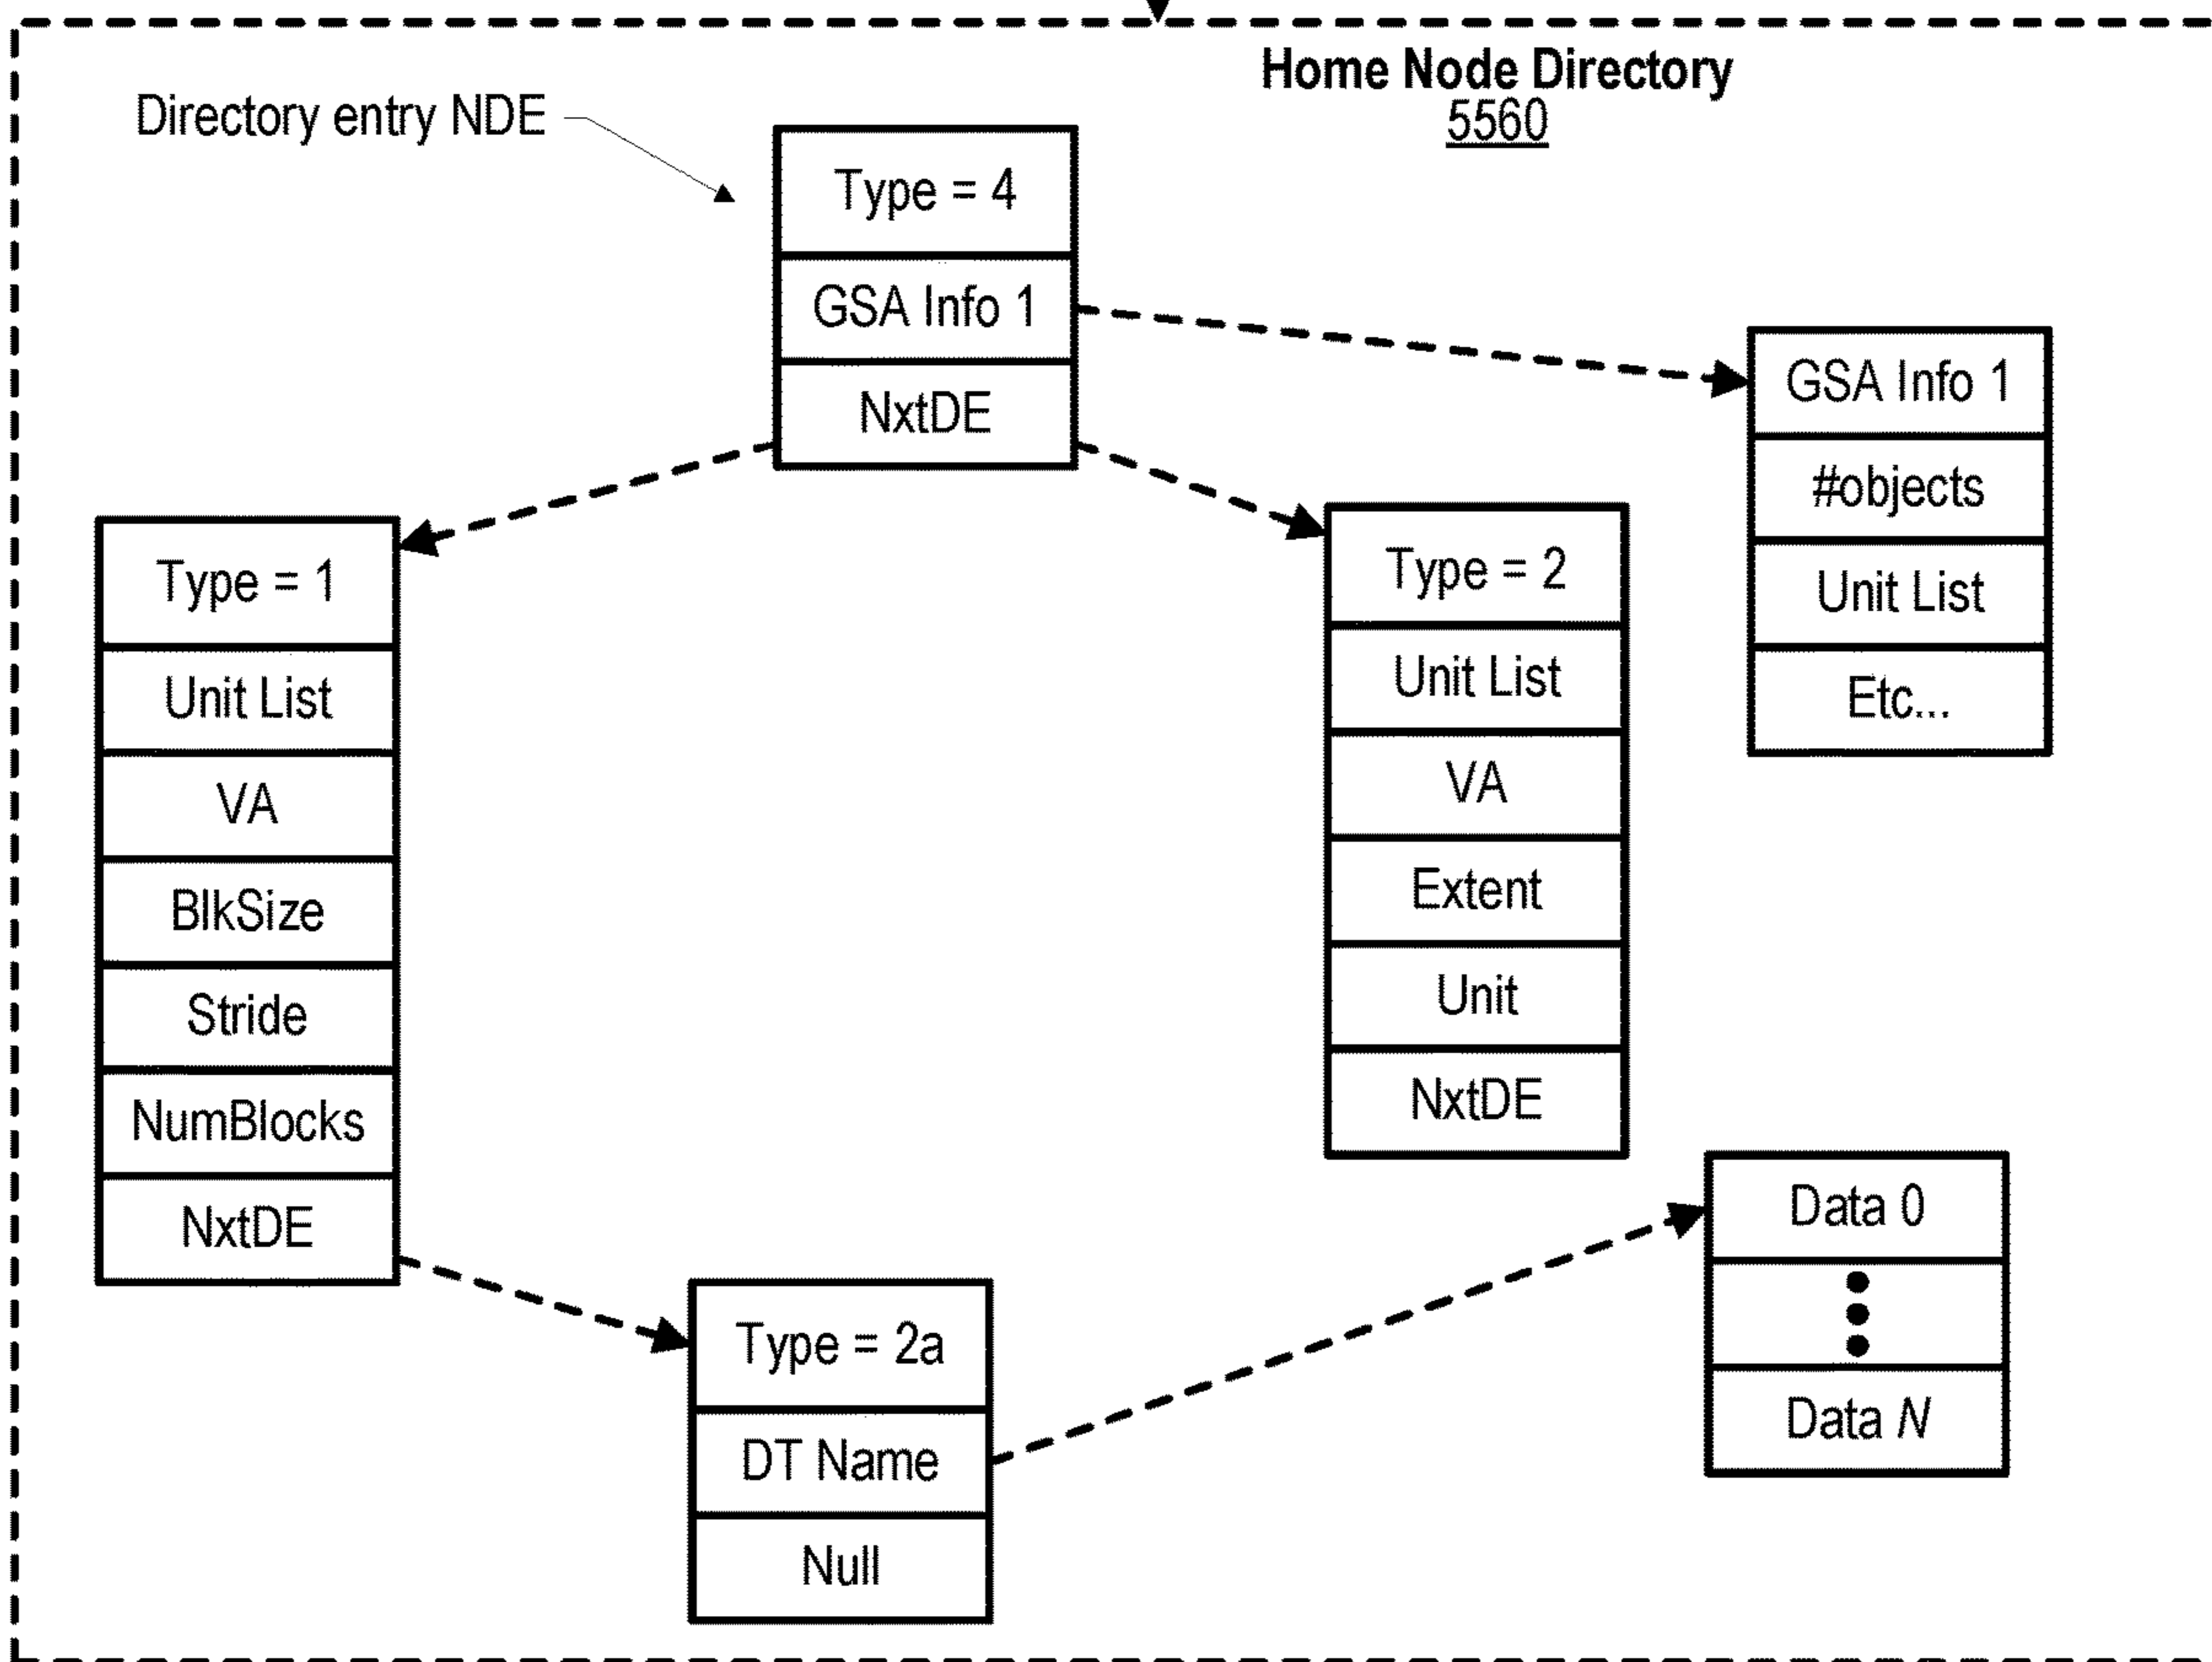 Home Node Directory
5560
Directory entry NDE
Type = 4
GSA Info 1
NxtDE
GSA Info 1
#objects
Unit List
Etc...
Type = 1
Unit List
VA
BlkSize
Stride
NumBlocks
NxtDE
Type = 2
Unit List
VA
Extent
Unit
NxtDE
Type = 2a
DT Name
Null
Data 0
Data N